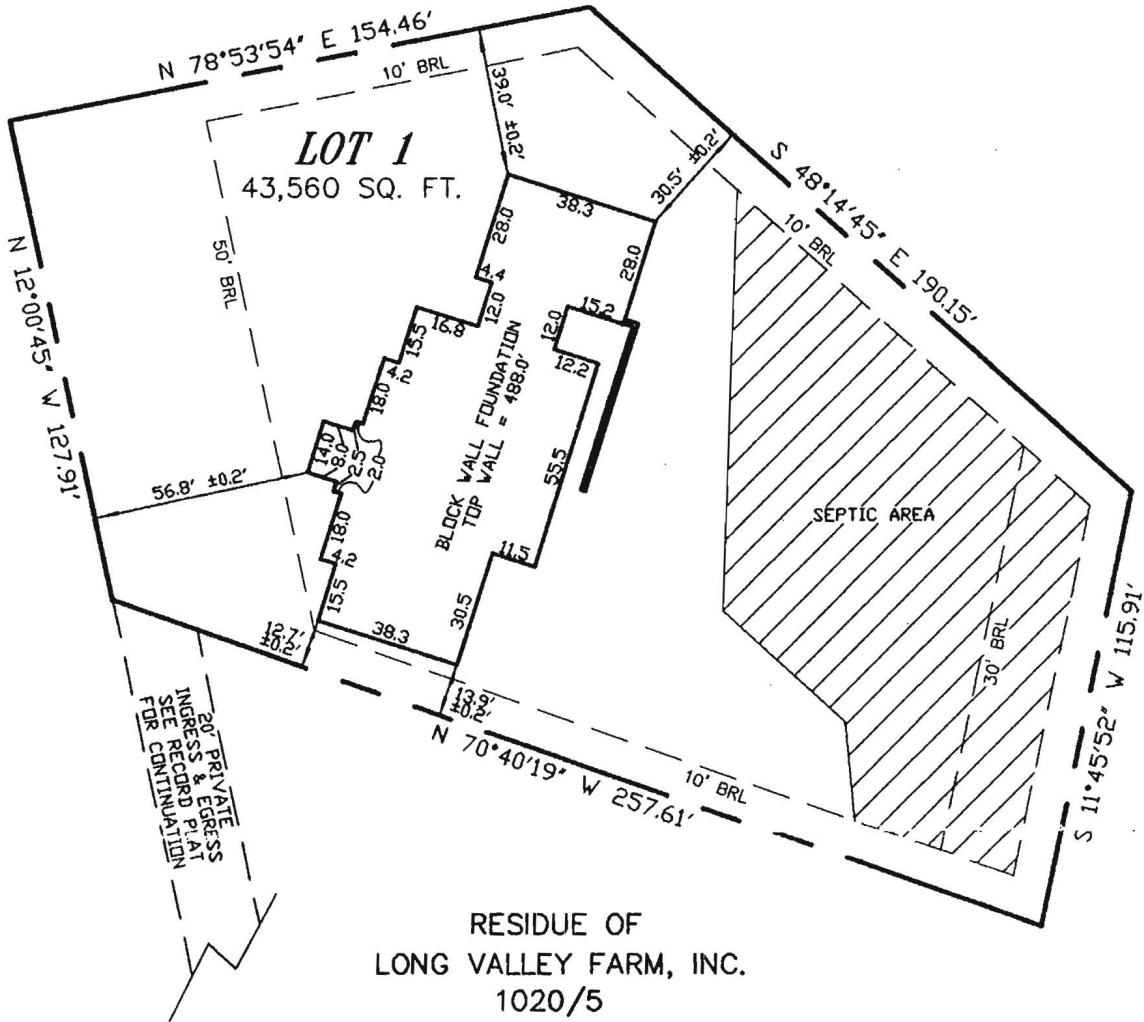 N 78°53'54" E 154.46'
10' BRL
LOT 1
43,560 SQ. FT.
39.0' ±0.2'
30.5' ±0.2'
S 48°14'45" E 190.15'
10' BRL
38.3
28.0
28.0
4.4
12.0
16.8
15.5
4.2
18.0
14.0
8.0
2.5
2.0
18.0
4.2
15.5
38.3
30.5
11.5
55.5
12.2
12.0
15.2
BLOCK WALL FOUNDATION
TOP WALL = 488.0'
N 12°00'45" W 127.91'
50' BRL
56.8' ±0.2'
SEPTIC AREA
30' BRL
S 11°45'52" W 115.91'
12.7'
±0.2'
13.9'
±0.2'
N 70°40'19" W 257.61'
10' BRL
20' PRIVATE
INGRESS & EGRESS
SEE RECORD PLAT
FOR CONTINUATION
RESIDUE OF
LONG VALLEY FARM, INC.
1020/5